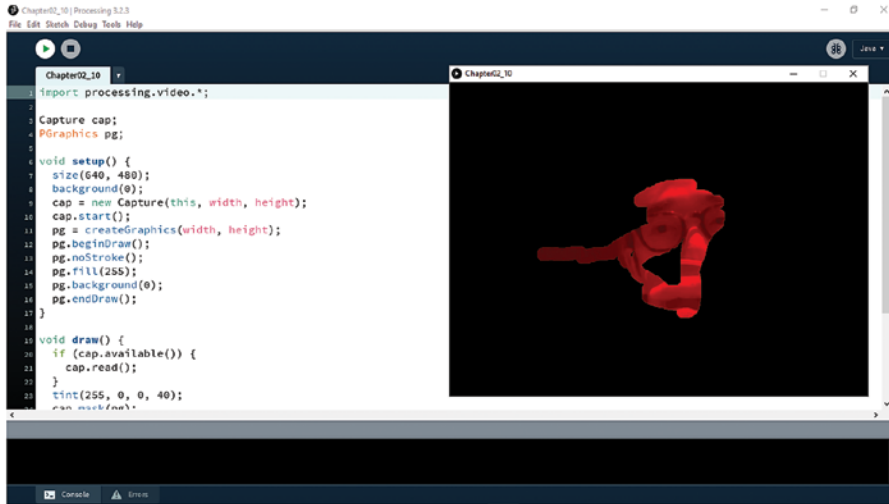 Chapter02_10 | Processing 3.2.3
File Edit Sketch Debug Tools Help
Java ▾
Chapter02_10
Chapter02_10
1 import processing.video.*;
2
3 Capture cap;
4 PGraphics pg;
5
6 void setup() {
7 size(640, 480);
8 background(0);
9 cap = new Capture(this, width, height);
10 cap.start();
11 pg = createGraphics(width, height);
12 pg.beginDraw();
13 pg.noStroke();
14 pg.fill(255);
15 pg.background(0);
16 pg.endDraw();
17 }
18
19 void draw() {
20 if (cap.available()) {
21 cap.read();
22 }
23 tint(255, 0, 0, 40);
cap.mask(pg);
Console
Errors